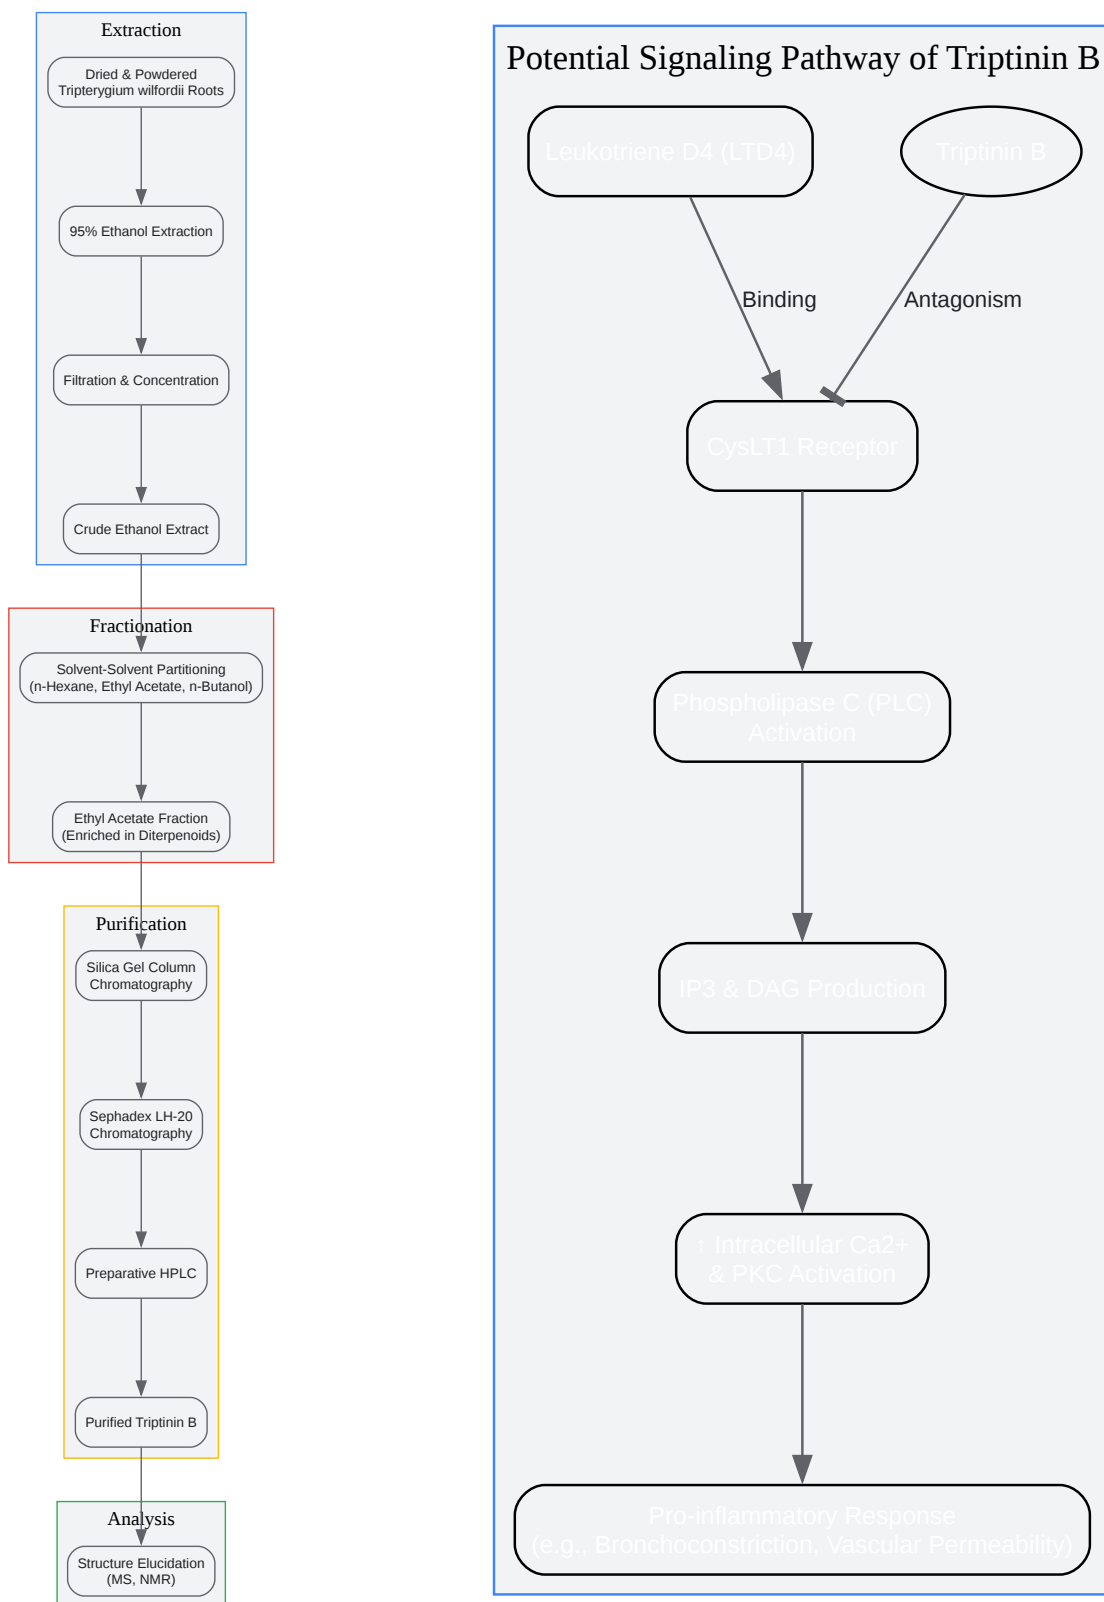 Extraction
Dried & Powdered
Tripterygium wilfordii Roots
95% Ethanol Extraction
Filtration & Concentration
Crude Ethanol Extract
Fractionation
Solvent-Solvent Partitioning
(n-Hexane, Ethyl Acetate, n-Butanol)
Ethyl Acetate Fraction
(Enriched in Diterpenoids)
Purification
Silica Gel Column
Chromatography
Sephadex LH-20
Chromatography
Preparative HPLC
Purified Triptinin B
Analysis
Structure Elucidation
(MS, NMR)
Potential Signaling Pathway of Triptinin B
Leukotriene D4 (LTD4)
Triptinin B
Binding
Antagonism
CysLT1 Receptor
Phospholipase C (PLC)
Activation
IP3 & DAG Production
↑ Intracellular Ca2+
& PKC Activation
Pro-inflammatory Response
(e.g., Bronchoconstriction, Vascular Permeability)